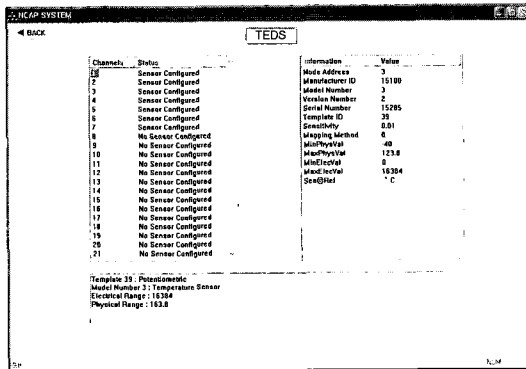 NCAP SYSTEM
BACK
TEDS
Channels Status
1 Sensor Configured
2 Sensor Configured
3 Sensor Configured
4 Sensor Configured
5 Sensor Configured
6 Sensor Configured
7 Sensor Configured
8 No Sensor Configured
9 No Sensor Configured
10 No Sensor Configured
11 No Sensor Configured
12 No Sensor Configured
13 No Sensor Configured
14 No Sensor Configured
15 No Sensor Configured
16 No Sensor Configured
17 No Sensor Configured
18 No Sensor Configured
19 No Sensor Configured
20 No Sensor Configured
21 No Sensor Configured
Information Value
Node Address 3
Manufacturer ID 15100
Model Number 3
Version Number 2
Serial Number 15205
Template ID 39
Sensitivity 0.01
Mapping Method 0
MinPhysVal -40
MaxPhysVal 123.8
MinElecVal 0
MaxElecVal 16384
Sen@Ref ° C
Template 39 : Potentiometric
Model Number 3 : Temperature Sensor
Electrical Range : 16384
Physical Range : 163.8
NUM